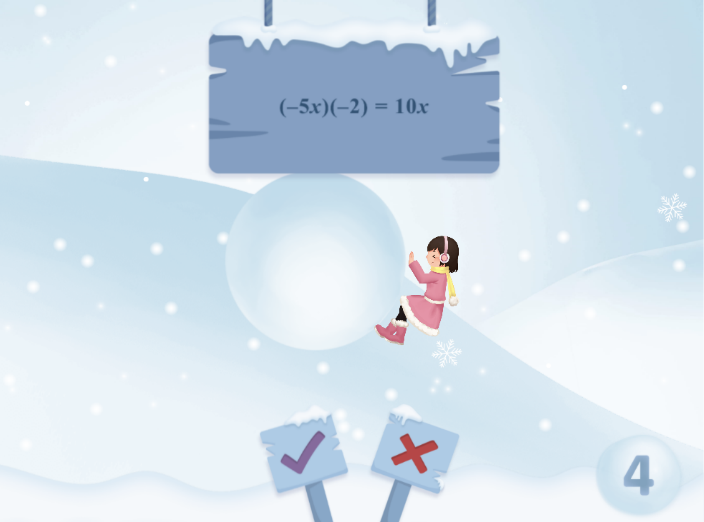 (–5x)(–2) = 10x
4